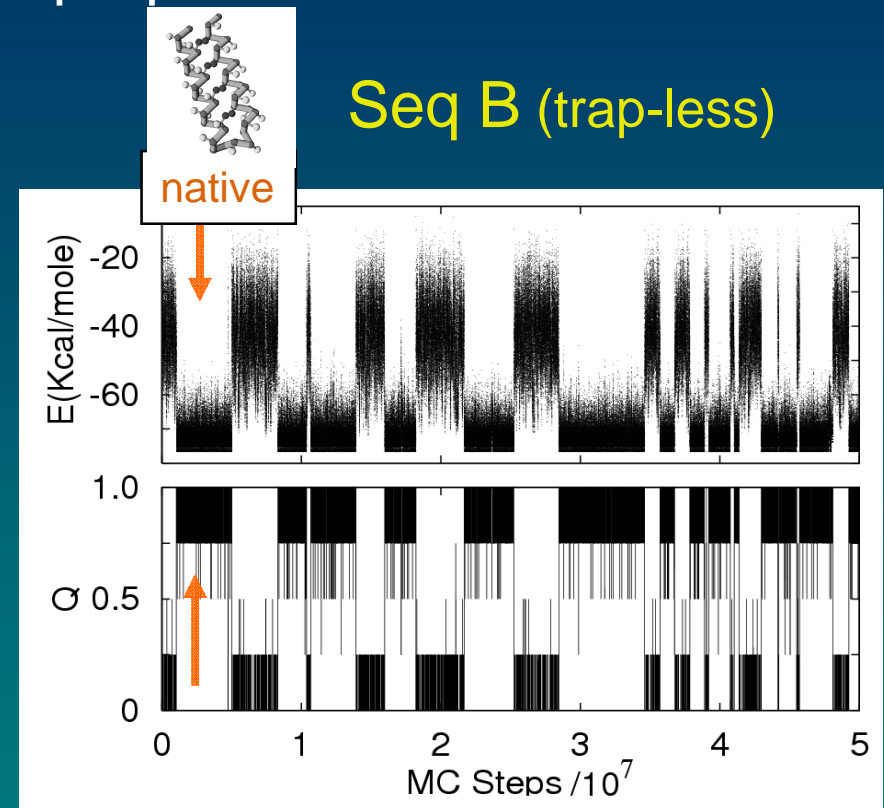 Seq B (trap-less)
native
E(Kcal/mole)
-20
-40
-60
Q
1.0
0.5
0
0 1 2 3 4 5
MC Steps /10^7